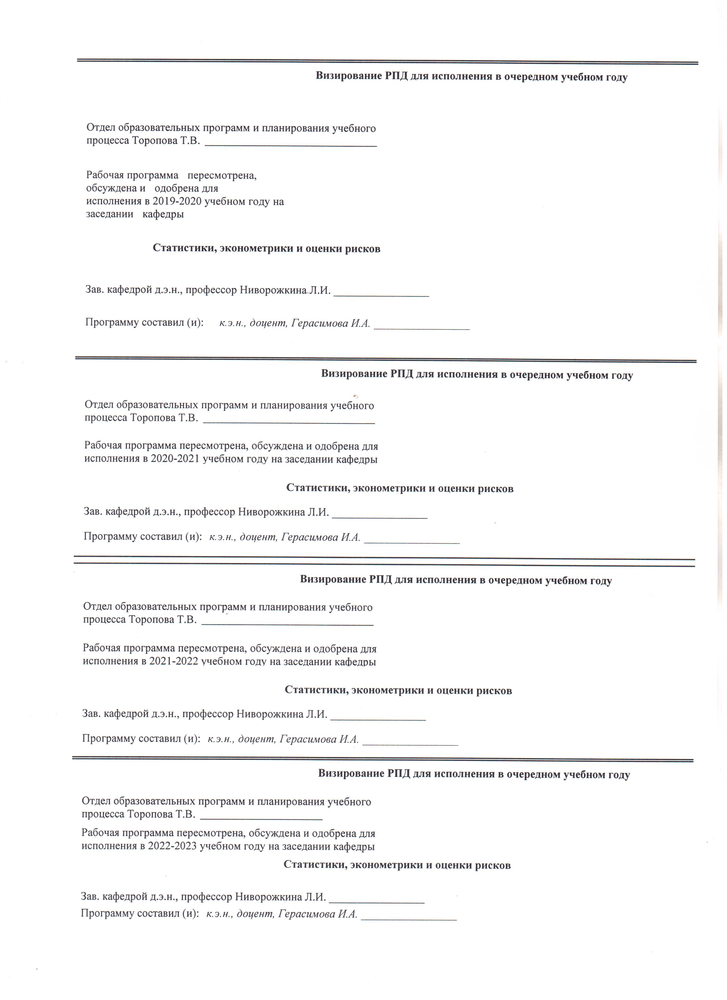 Визирование РПД для исполнения в очередном учебном году
Отдел образовательных программ и планирования учебного
процесса Торопова Т.В. ______________________________
Рабочая программа пересмотрена,
обсуждена и одобрена для
исполнения в 2019-2020 учебном году на
заседании кафедры
Статистики, эконометрики и оценки рисков
Зав. кафедрой д.э.н., профессор Ниворожкина Л.И. _________________
Программу составил (и): к.э.н., доцент, Герасимова И.А. _________________
Визирование РПД для исполнения в очередном учебном году
Отдел образовательных программ и планирования учебного
процесса Торопова Т.В. ______________________________
Рабочая программа пересмотрена, обсуждена и одобрена для
исполнения в 2020-2021 учебном году на заседании кафедры
Статистики, эконометрики и оценки рисков
Зав. кафедрой д.э.н., профессор Ниворожкина Л.И. _________________
Программу составил (и): к.э.н., доцент, Герасимова И.А. _________________
Визирование РПД для исполнения в очередном учебном году
Отдел образовательных программ и планирования учебного
процесса Торопова Т.В. ______________________________
Рабочая программа пересмотрена, обсуждена и одобрена для
исполнения в 2021-2022 учебном году на заседании кафедры
Статистики, эконометрики и оценки рисков
Зав. кафедрой д.э.н., профессор Ниворожкина Л.И. _________________
Программу составил (и): к.э.н., доцент, Герасимова И.А. _________________
Визирование РПД для исполнения в очередном учебном году
Отдел образовательных программ и планирования учебного
процесса Торопова Т.В. _____________________
Рабочая программа пересмотрена, обсуждена и одобрена для
исполнения в 2022-2023 учебном году на заседании кафедры
Статистики, эконометрики и оценки рисков
Зав. кафедрой д.э.н., профессор Ниворожкина Л.И. _________________
Программу составил (и): к.э.н., доцент, Герасимова И.А. _________________